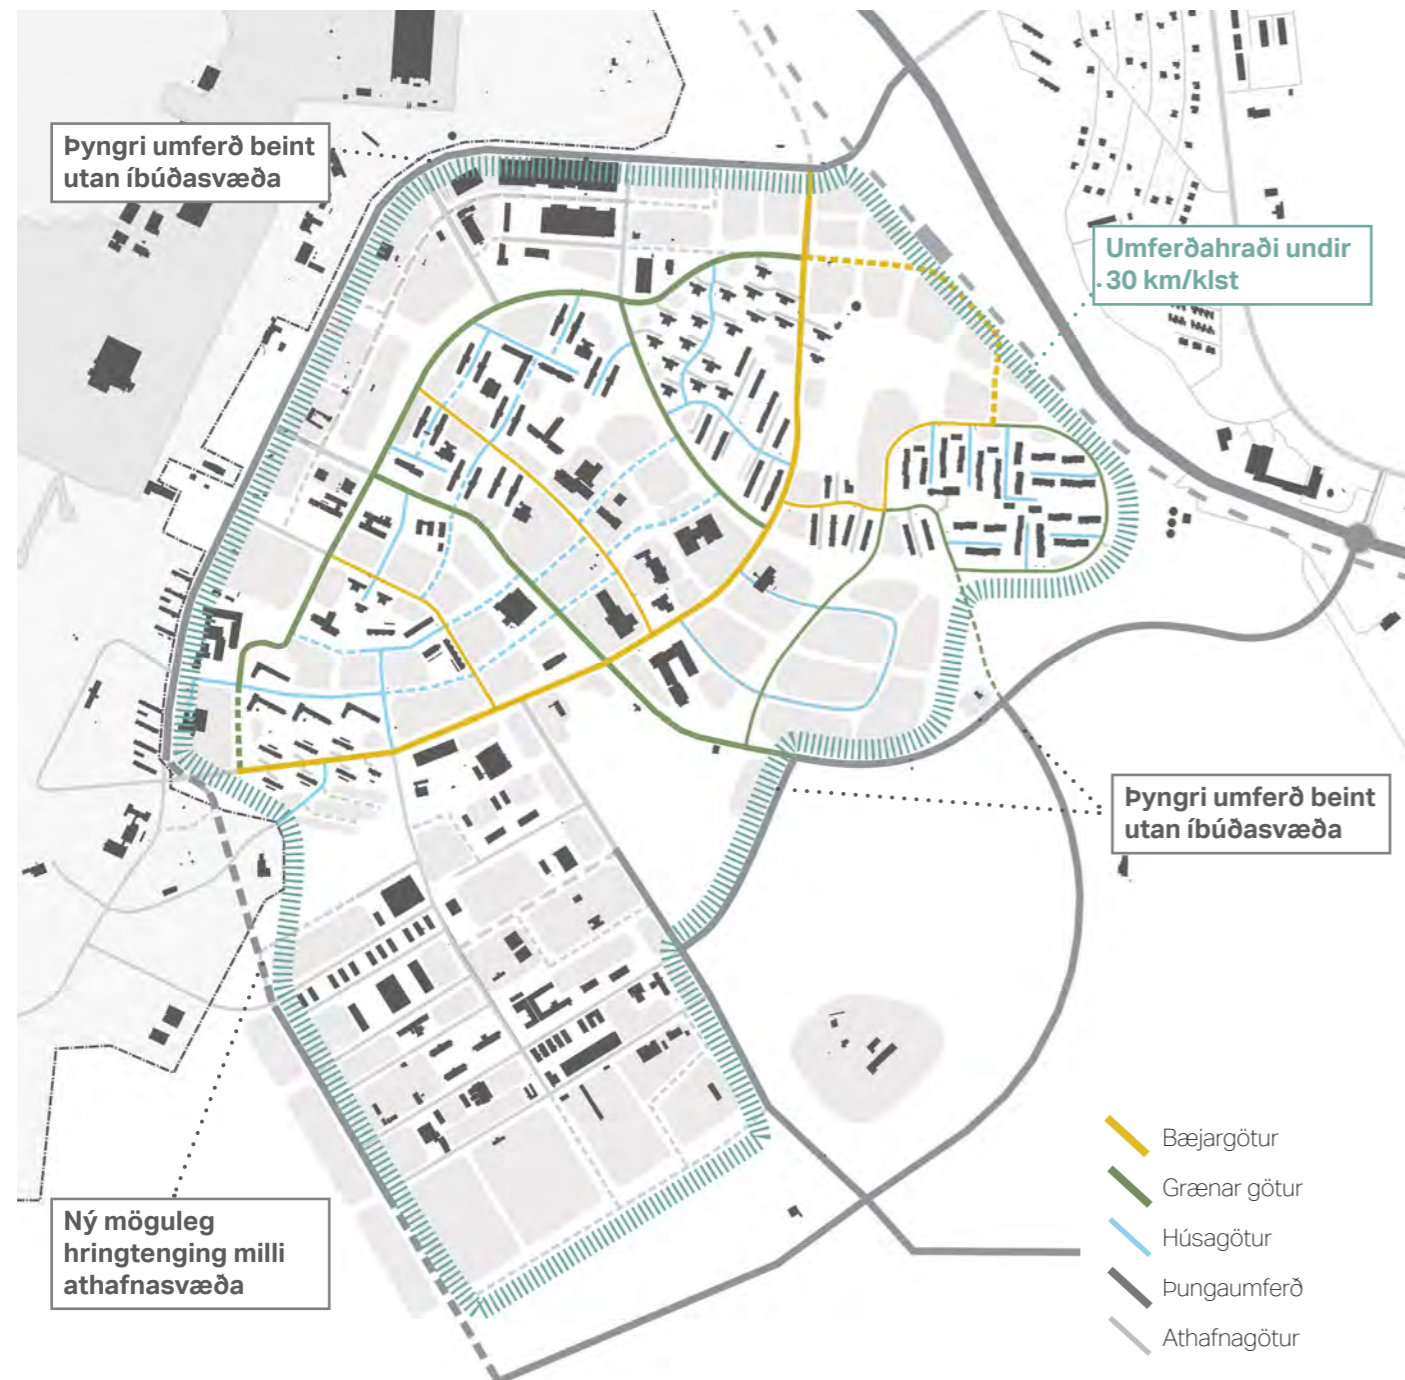 Þyngri umferð beint
utan íbúðasvæða
Umferðahraði undir
30 km/klst
Þyngri umferð beint
utan íbúðasvæða
Ný möguleg
hringtenging milli
athafnasvæða
Bæjargötur
Grænar götur
Húsagötur
Þungaumferð
Athafnagötur